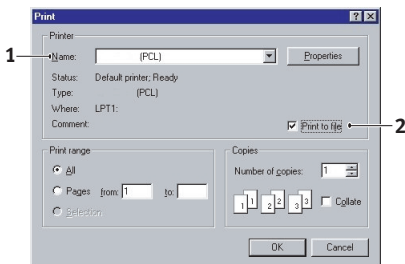 Print
Printer
1 Name: (PCL) Properties
Status: Default printer; Ready
Type: (PCL)
Where: LPT1:
Comment: Print to file 2
Print range
All
Pages from: 1 to:
Selection
Copies
Number of copies: 1
1 1 2 2 3 3 Collate
OK Cancel